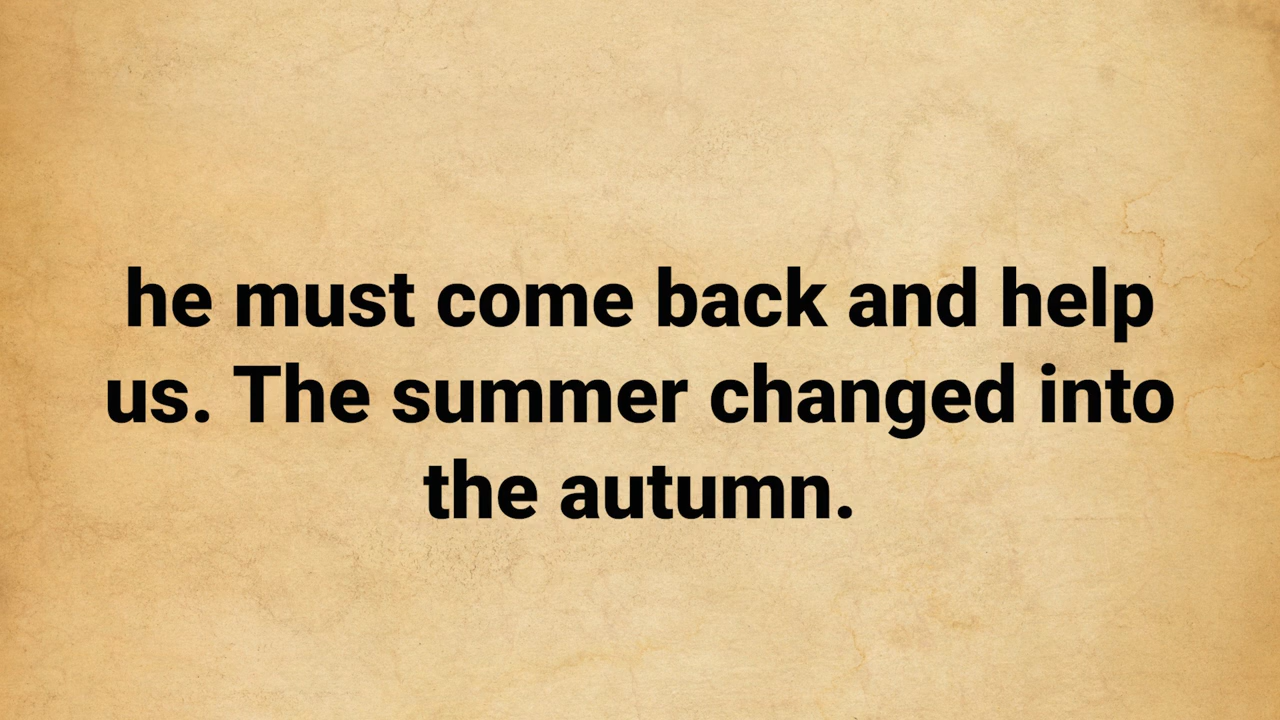 he must come back and help
us. The summer changed into
the autumn.